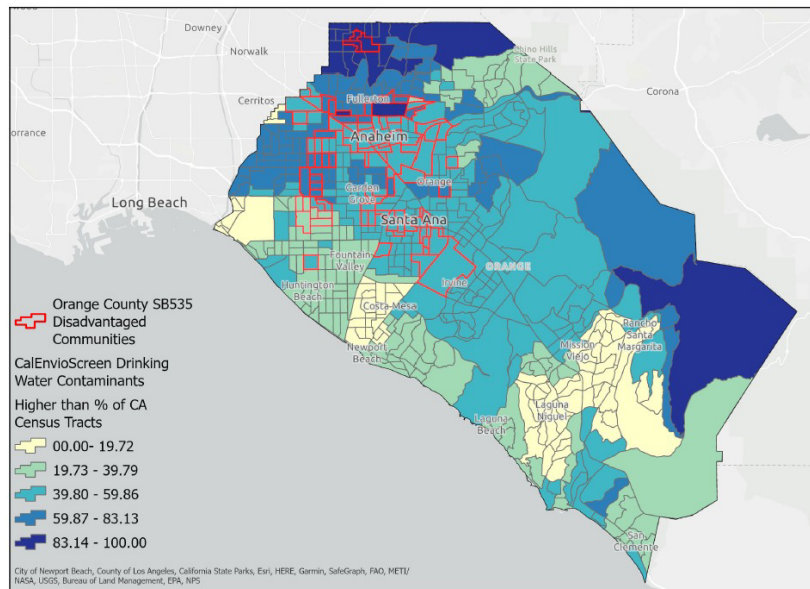 Downey
Norwalk
Chino Hills
State Park
Corona
Cerritos
Fullerton
Torrance
Anaheim
Long Beach
Garden
Grove
Orange
Santa Ana
Fountain
Valley
ORANGE
Irvine
Huntington
Beach
Costa Mesa
Newport
Beach
Mission
Viejo
Rancho
Santa
Margarita
Laguna
Beach
Laguna
Niguel
San
Clemente
Orange County SB535
Disadvantaged
Communities
CalEnvioScreen Drinking
Water Contaminants
Higher than % of CA
Census Tracts
00.00- 19.72
19.73 - 39.79
39.80 - 59.86
59.87 - 83.13
83.14 - 100.00
City of Newport Beach, County of Los Angeles, California State Parks, Esri, HERE, Garmin, SafeGraph, FAO, METI/
NASA, USGS, Bureau of Land Management, EPA, NPS